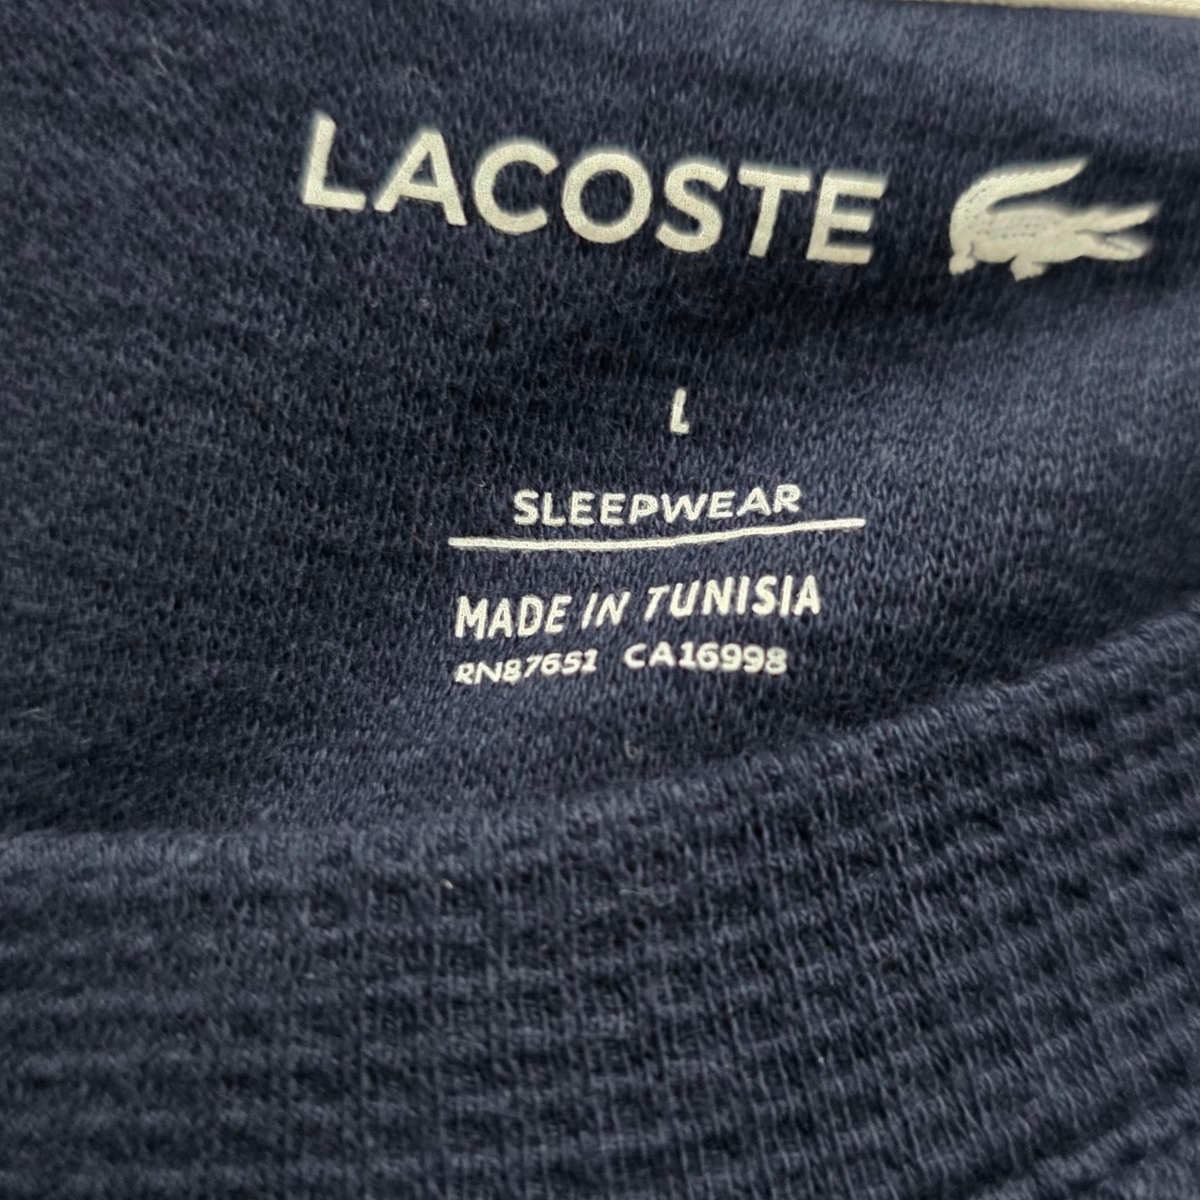 LACOSTE
L
SLEEPWEAR
MADE IN TUNISIA
RN87651 CA16998